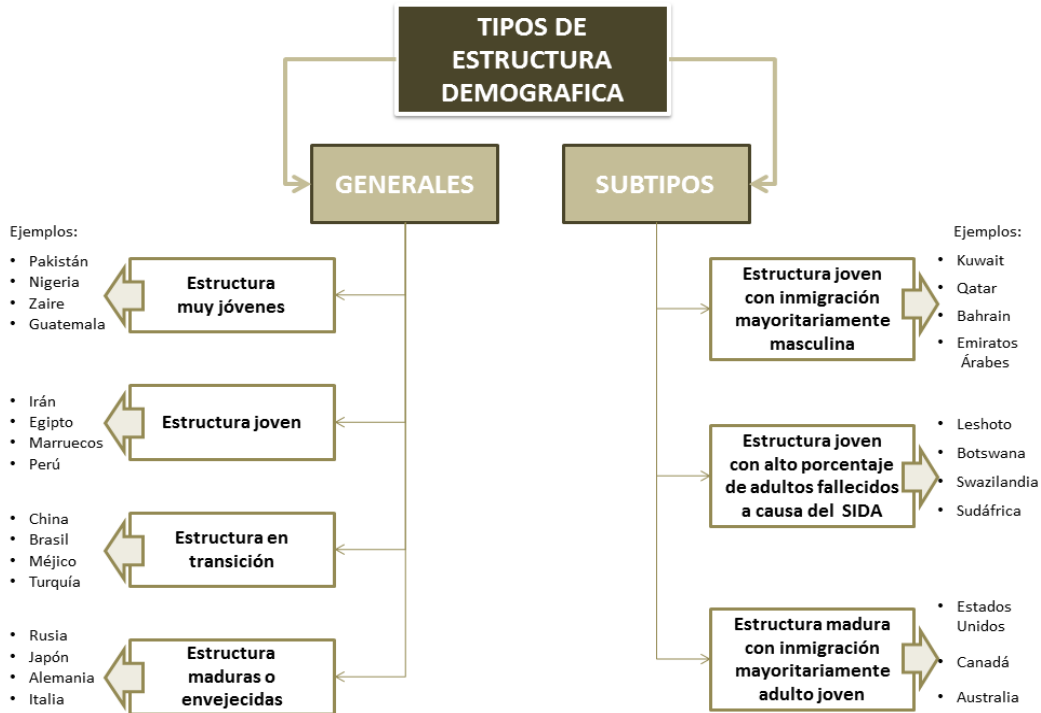 TIPOS DE
ESTRUCTURA
DEMOGRAFICA
GENERALES
SUBTIPOS
Ejemplos:
• Pakistán
• Nigeria
• Zaire
• Guatemala
Estructura
muy jóvenes
• Irán
• Egipto
• Marruecos
• Perú
Estructura joven
• China
• Brasil
• Méjico
• Turquía
Estructura en
transición
• Rusia
• Japón
• Alemania
• Italia
Estructura
maduras o
envejecidas
Ejemplos:
Estructura joven
con inmigración
mayoritariamente
masculina
• Kuwait
• Qatar
• Bahrain
• Emiratos
Árabes
Estructura joven
con alto porcentaje
de adultos fallecidos
a causa del SIDA
• Leshoto
• Botswana
• Swazilandia
• Sudáfrica
Estructura madura
con inmigración
mayoritariamente
adulto joven
• Estados
Unidos
• Canadá
• Australia